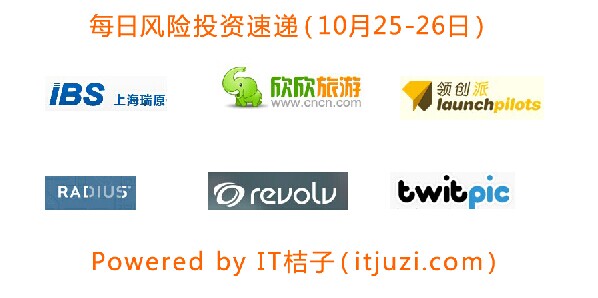 每日风险投资速递(10月25-26日)
iBS 上海瑞原
欣欣旅游
www.cncn.com
领创派
launchpilots
RADIUS
revolv
twitpic
Powered by IT桔子(itjuzi.com)